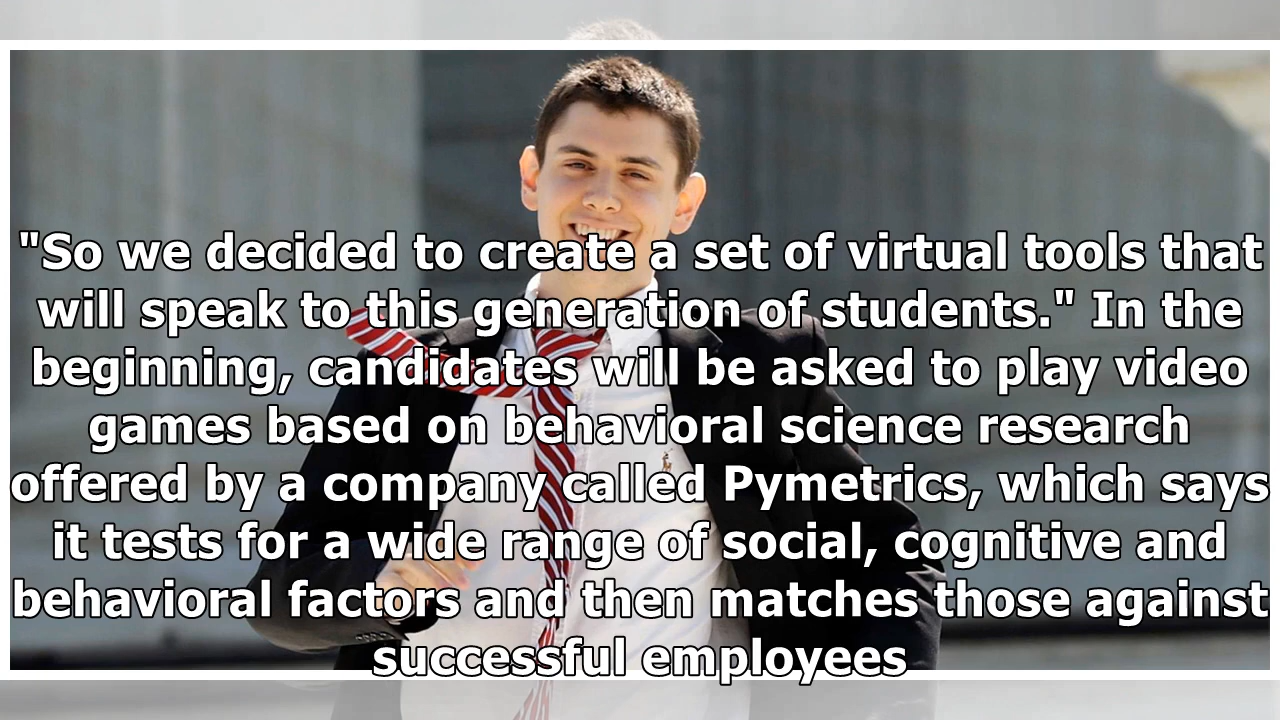 "So we decided to create a set of virtual tools that
will speak to this generation of students." In the
beginning, candidates will be asked to play video
games based on behavioral science research
offered by a company called Pymetrics, which says
it tests for a wide range of social, cognitive and
behavioral factors and then matches those against
successful employees